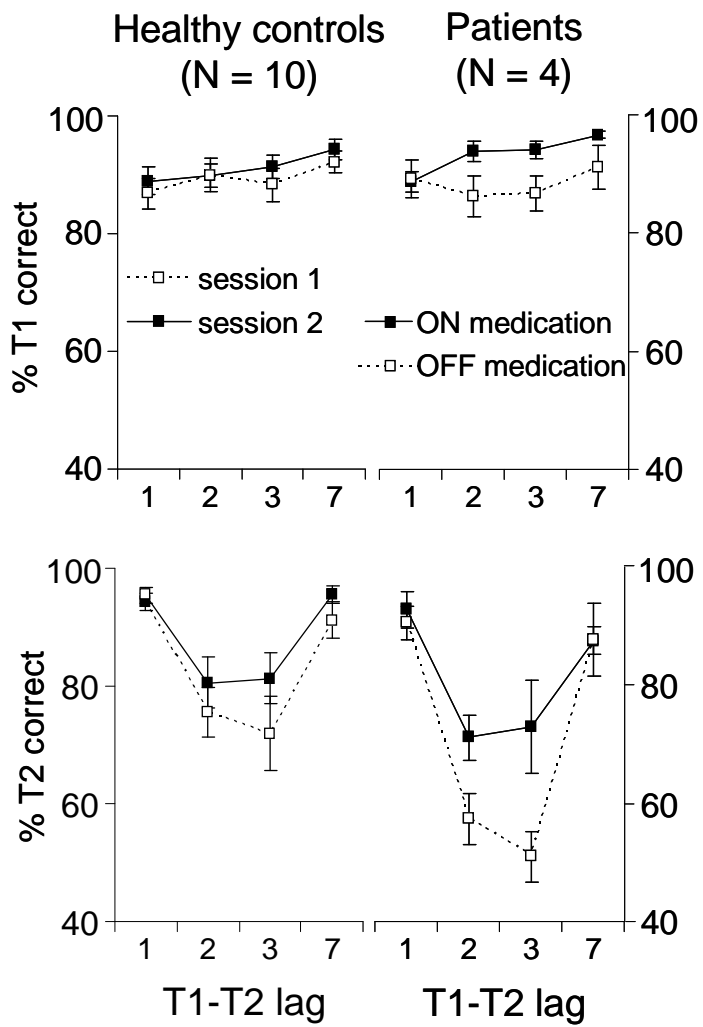 Healthy controls
(N = 10)
Patients
(N = 4)
% T1 correct
100
80
60
40
100
80
60
40
session 1
session 2
ON medication
OFF medication
1 2 3 7
1 2 3 7
% T2 correct
100
80
60
40
100
80
60
40
1 2 3 7
1 2 3 7
T1-T2 lag
T1-T2 lag